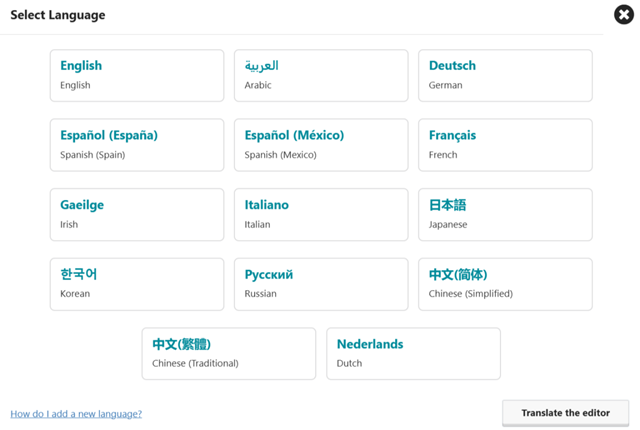 Select Language
English
English
العربية
Arabic
Deutsch
German
Español (España)
Spanish (Spain)
Español (México)
Spanish (Mexico)
Français
French
Gaeilge
Irish
Italiano
Italian
日本語
Japanese
한국어
Korean
Русский
Russian
中文(简体)
Chinese (Simplified)
中文(繁體)
Chinese (Traditional)
Nederlands
Dutch
How do I add a new language?
Translate the editor